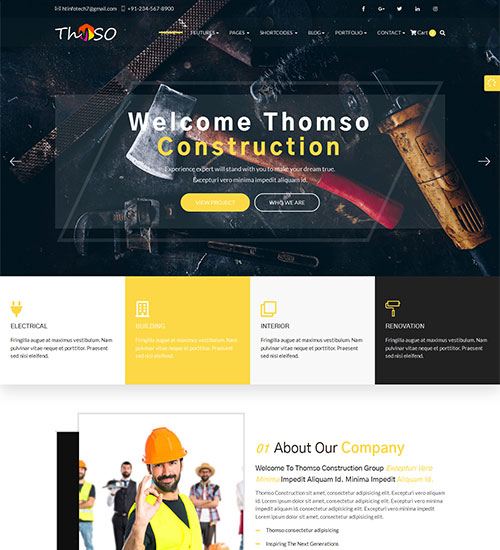 htinfotech7@gmail.com +91-234-567-8900
ThSO
FEUTURES PAGES SHORTCODES BLOG PORTFOLIO CONTACT Cart
Welcome Thomso
Construction
Experience expert will stand with you to make your dream true.
Excepturi vero minima impedit aliquam id.
VIEW PROJECT WHO WE ARE
ELECTRICAL
Fringilla augue at maximus vestibulum. Nam
pulvinar vitae neque et porttitor. Praesent
sed nisi eleifend.
BUILDING
Fringilla augue at maximus vestibulum. Nam
pulvinar vitae neque et porttitor. Praesent
sed nisi eleifend.
INTERIOR
Fringilla augue at maximus vestibulum. Nam
pulvinar vitae neque et porttitor. Praesent
sed nisi eleifend.
RENOVATION
Fringilla augue at maximus vestibulum. Nam
pulvinar vitae neque et porttitor. Praesent
sed nisi eleifend.
01 About Our Company
Welcome To Thomso Construction Group Excepturi Vero
Minima Impedit Aliquam Id. Minima Impedit Aliquam Id.
Thomso Construction sit amet, consectetur adipisicing elit. Excepturi vero aliquam id.
Lorem ipsum dolor sit amet, consectetur adipisicing elit. Excepturi vero minima impedit
aliquam id. Lorem ipsum dolor sit amet, consectetur adipisicing elit. Excepturi vero minima
Lorem ipsum dolor sit amet, consectetur adipisicing elit.
Thomso consectetur adipisicing
Inspiring The Next Generations